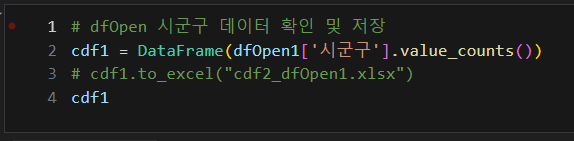 1 # dfOpen 시군구 데이터 확인 및 저장
2 cdf1 = DataFrame(dfOpen1['시군구'].value_counts())
3 # cdf1.to_excel("cdf2_dfOpen1.xlsx")
4 cdf1